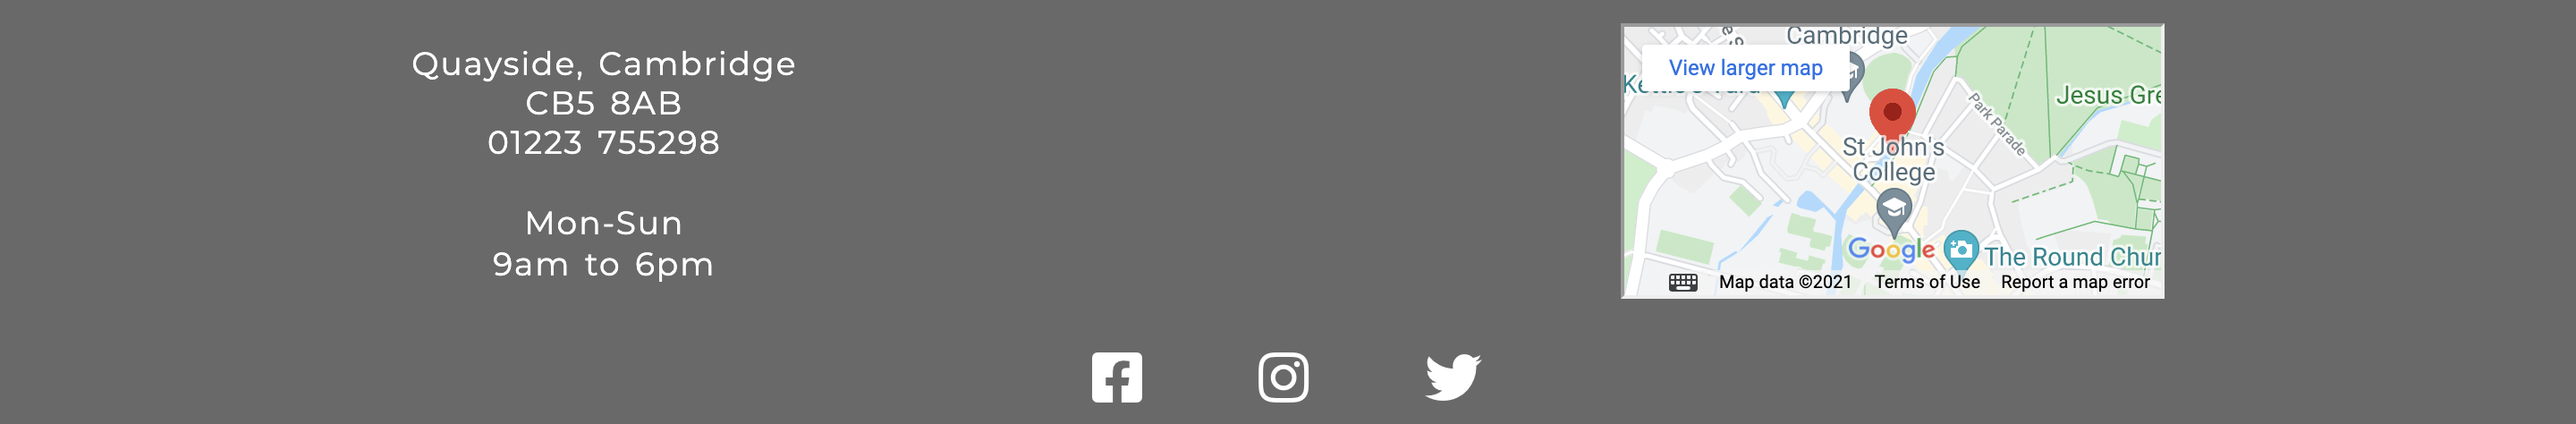 Quayside, Cambridge
CB5 8AB
01223 755298
Mon-Sun
9am to 6pm
Cambridge
View larger map
Jesus Gre
Park Parade
St John's
College
Google
The Round Chur
Map data ©2021 Terms of Use Report a map error